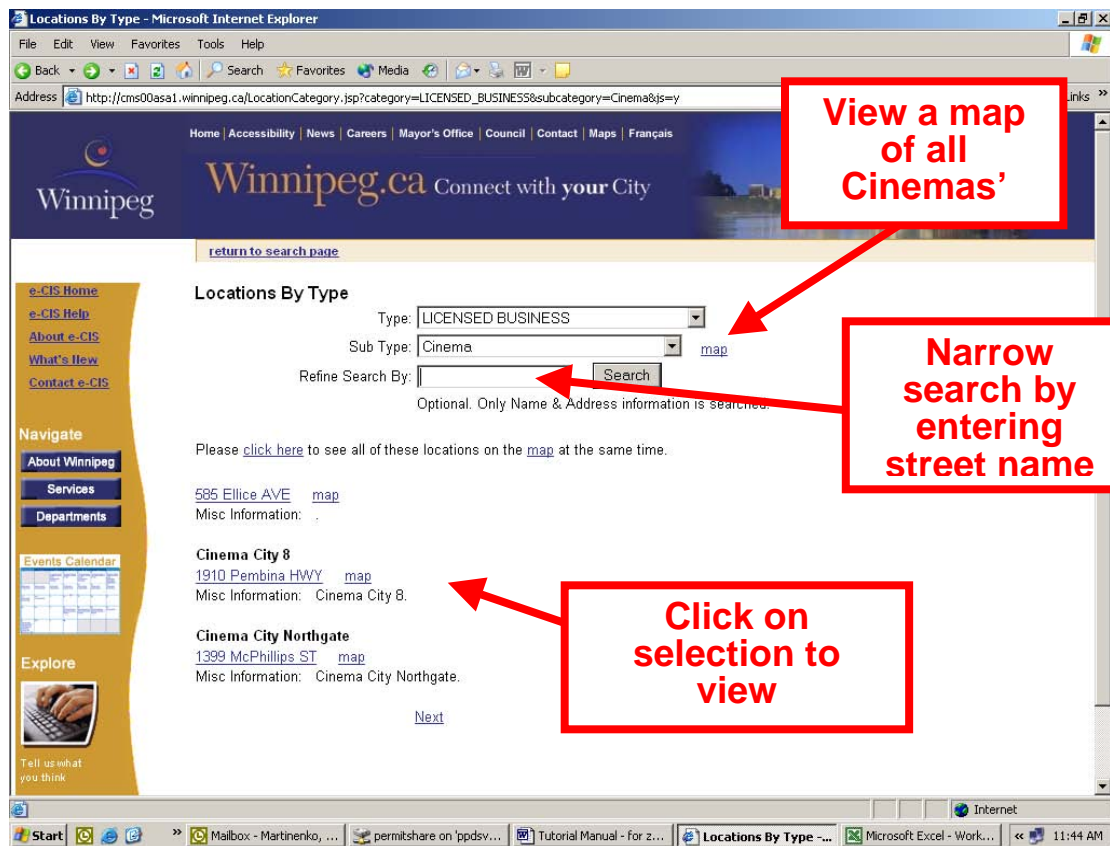 Locations By Type - Microsoft Internet Explorer
File Edit View Favorites Tools Help
Back Search Favorites Media
Address http://cms00asa1.winnipeg.ca/LocationCategory.jsp?category=LICENSED_BUSINESS&subcategory=Cinema&js=y
Links »
View a map
of all
Cinemas’
Home | Accessibility | News | Careers | Mayor's Office | Council | Contact | Maps | Français
Winnipeg
Winnipeg.ca Connect with your City
return to search page
e-CIS Home
e-CIS Help
About e-CIS
What's New
Contact e-CIS
Navigate
About Winnipeg
Services
Departments
Events Calendar
Explore
Tell us what
you think
Locations By Type
Type: LICENSED BUSINESS
Sub Type: Cinema map
Refine Search By: Search
Optional. Only Name & Address information is searched.
Narrow
search by
entering
street name
Please click here to see all of these locations on the map at the same time.
585 Ellice AVE map
Misc Information: .
Cinema City 8
1910 Pembina HWY map
Misc Information: Cinema City 8.
Cinema City Northgate
1399 McPhillips ST map
Misc Information: Cinema City Northgate.
Next
Click on
selection to
view
Internet
Start » Mailbox - Martinenko, ... permitshare on 'ppdsv... Tutorial Manual - for z... Locations By Type -... Microsoft Excel - Work... « 11:44 AM